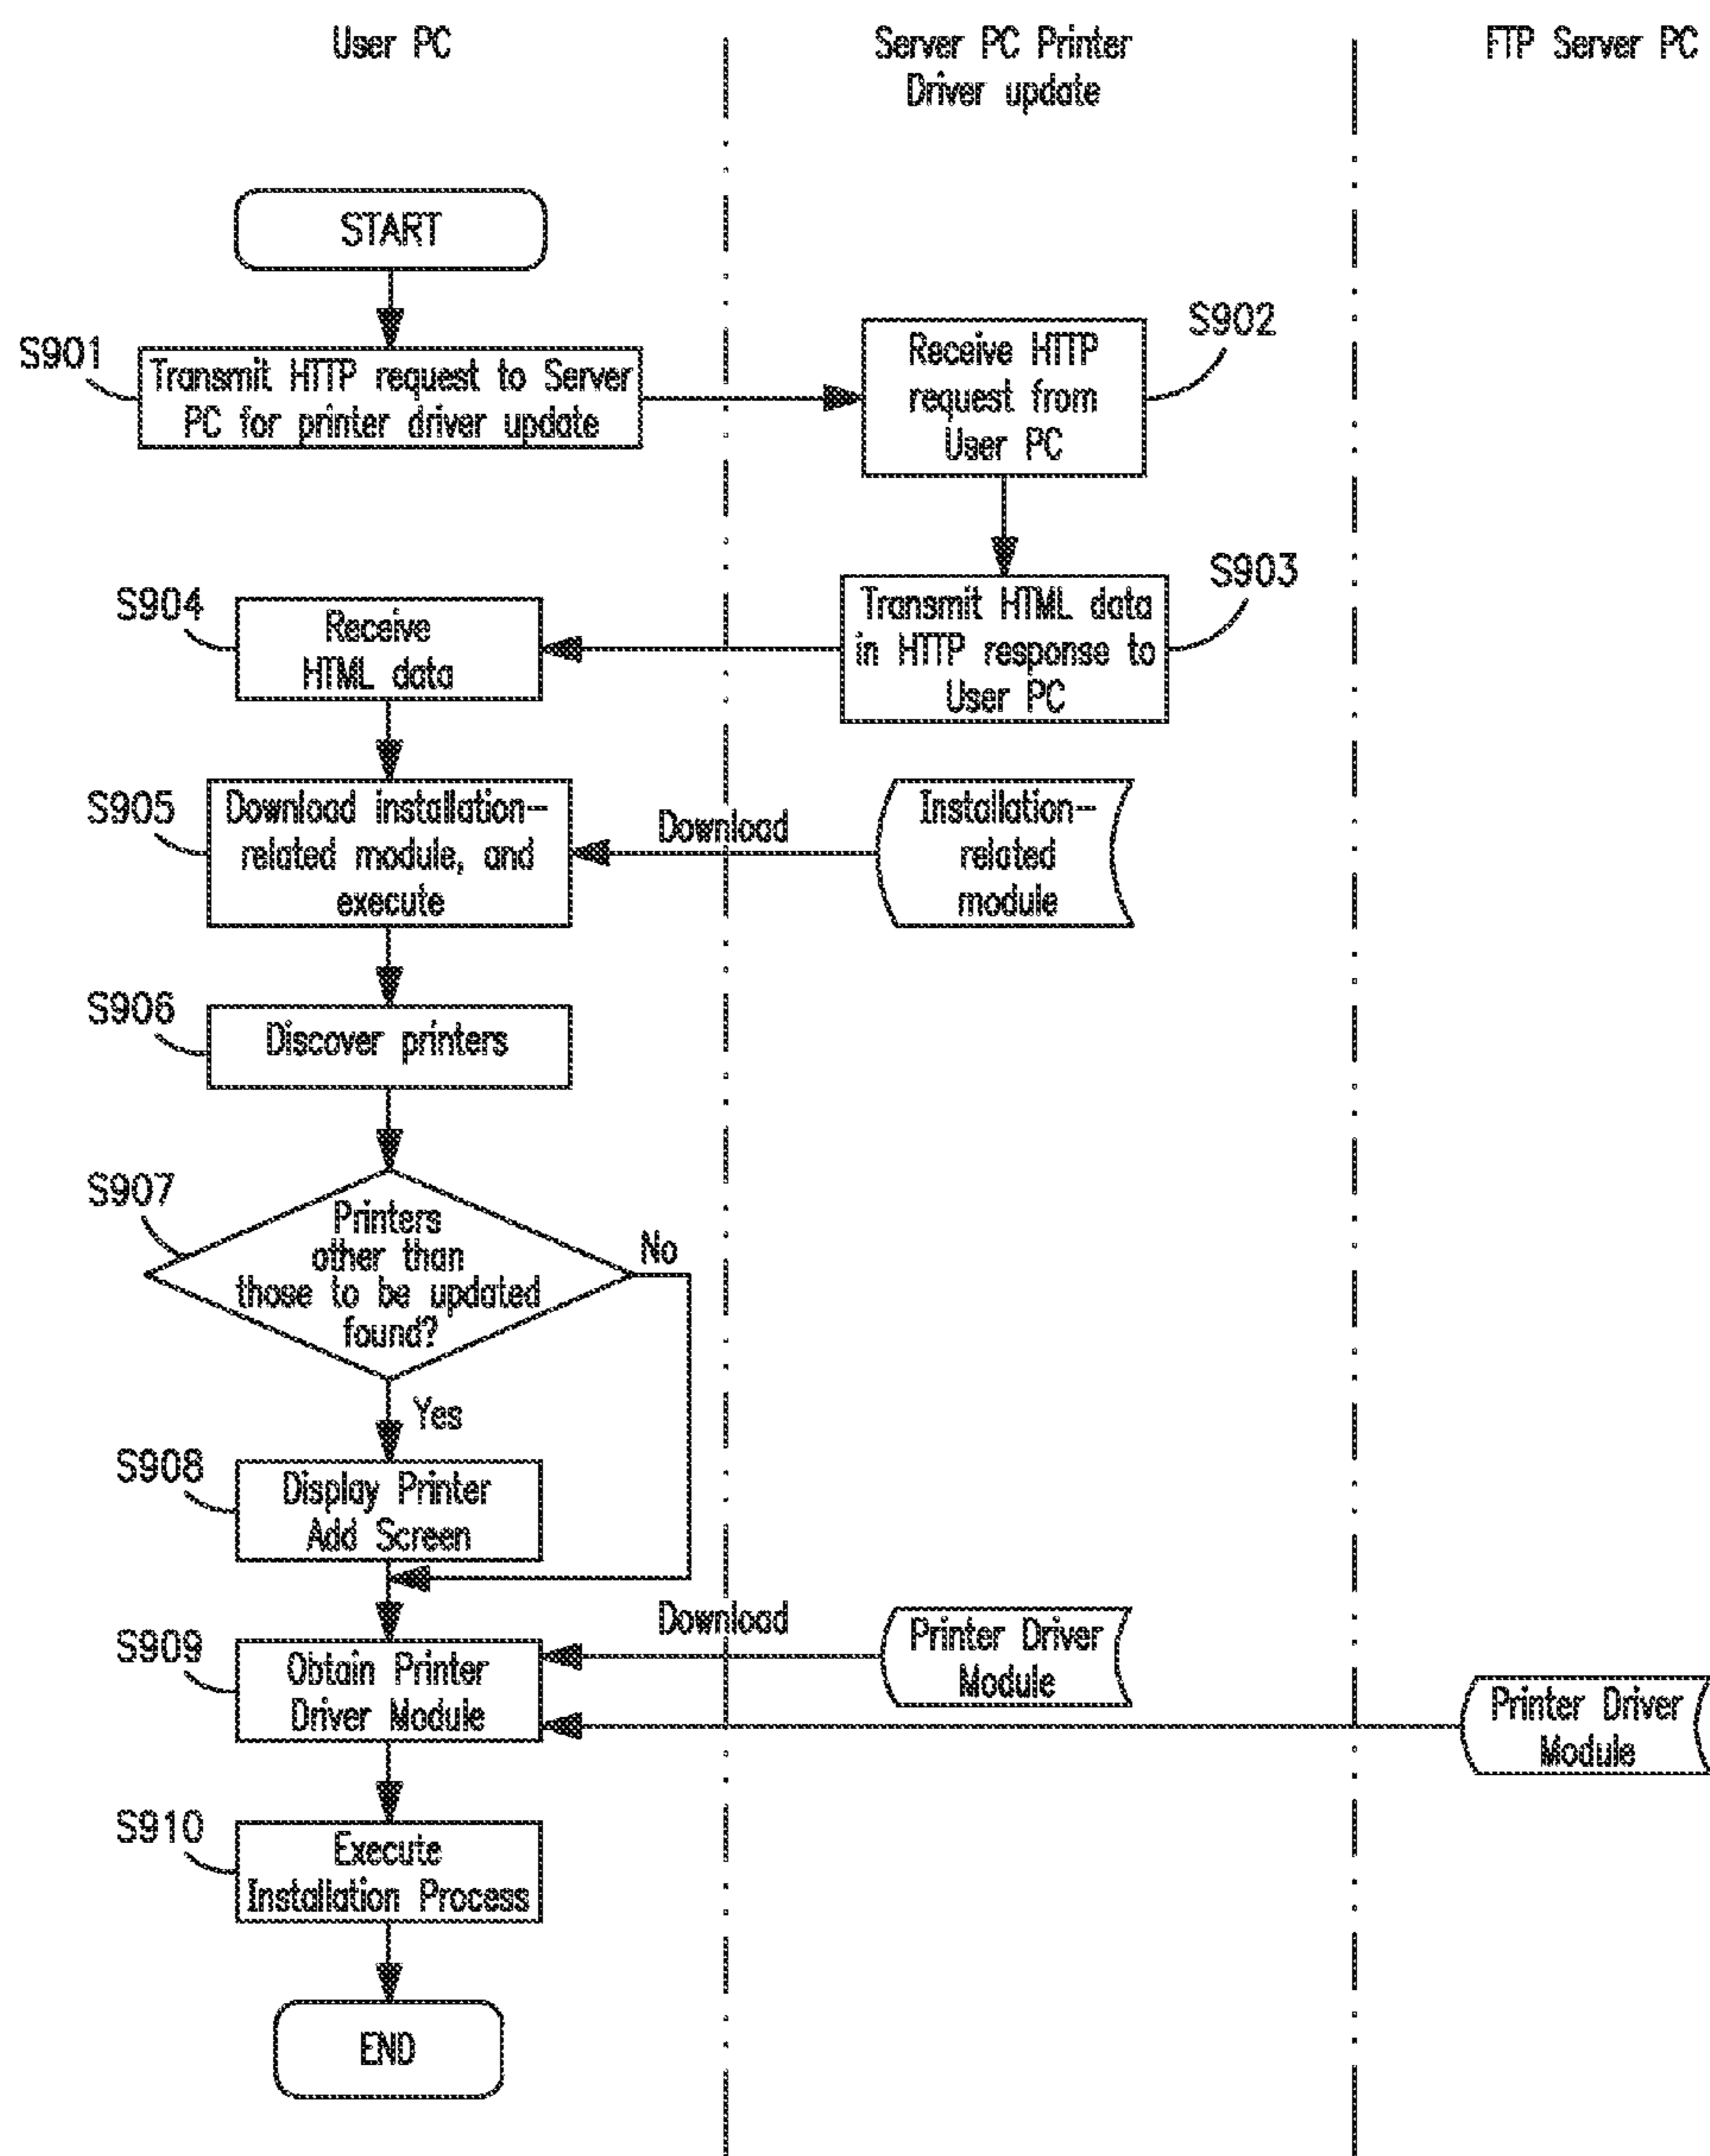 User PC
Server PC Printer
Driver update
FTP Server PC
START
S901
Transmit HTTP request to Server
PC for printer driver update
S902
Receive HTTP
request from
User PC
S903
Transmit HTML data
in HTTP response to
User PC
S904
Receive
HTML data
S905
Download installation-
related module, and
execute
Download
Installation-
related
module
S906
Discover printers
S907
Printers
other than
those to be updated
found?
No
Yes
S908
Display Printer
Add Screen
S909
Obtain Printer
Driver Module
Download
Printer Driver
Module
Printer Driver
Module
S910
Execute
Installation Process
END